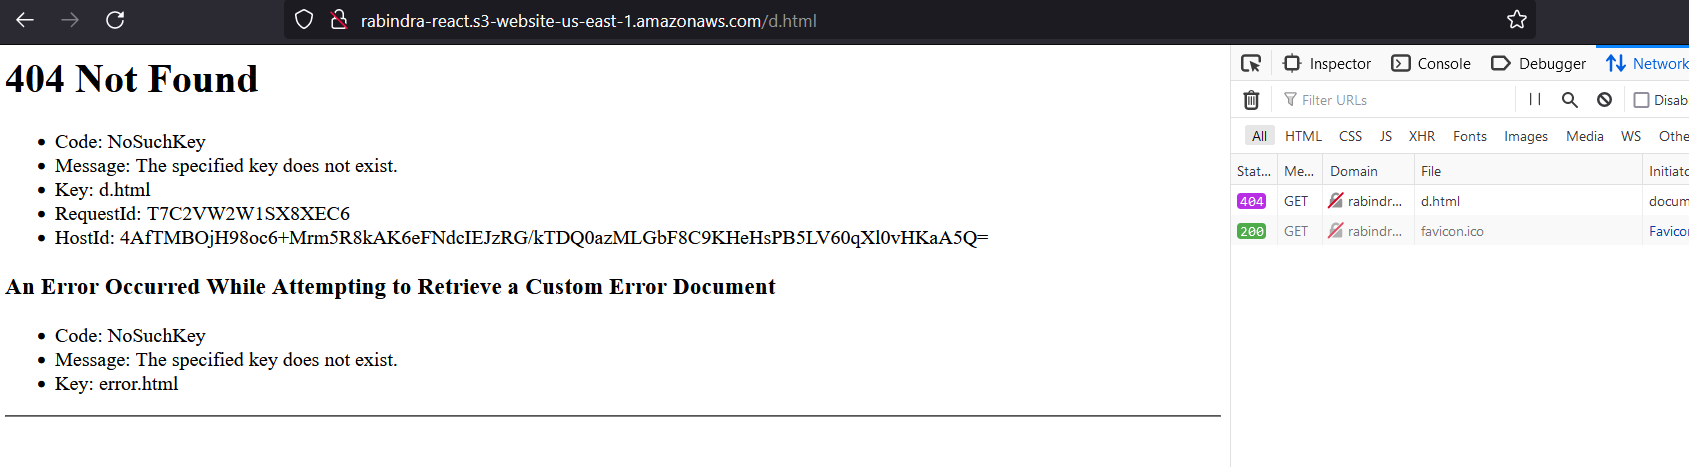 rabindra-react.s3-website-us-east-1.amazonaws.com/d.html
404 Not Found
Code: NoSuchKey
Message: The specified key does not exist.
Key: d.html
RequestId: T7C2VW2W1SX8XEC6
HostId: 4AfTMBOjH98oc6+Mrm5R8kAK6eFNdcIEJzRG/kTDQ0azMLGbF8C9KHeHsPB5LV60qXl0vHKaA5Q=
An Error Occurred While Attempting to Retrieve a Custom Error Document
Code: NoSuchKey
Message: The specified key does not exist.
Key: error.html
Inspector Console Debugger Network
Filter URLs Disab
All HTML CSS JS XHR Fonts Images Media WS Othe
Stat... Me... Domain File Initiato
404 GET rabindr... d.html docum
200 GET rabindr... favicon.ico Favicon